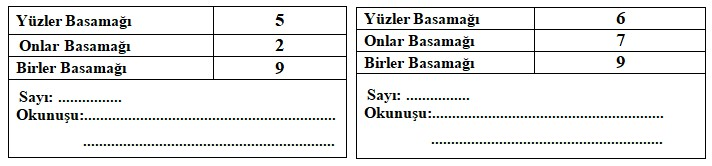 Yüzler Basamağı 5
Onlar Basamağı 2
Birler Basamağı 9
Sayı: ................
Okunuşu:................................................................
................................................................
Yüzler Basamağı 6
Onlar Basamağı 7
Birler Basamağı 9
Sayı: ................
Okunuşu:..........................................................
..........................................................